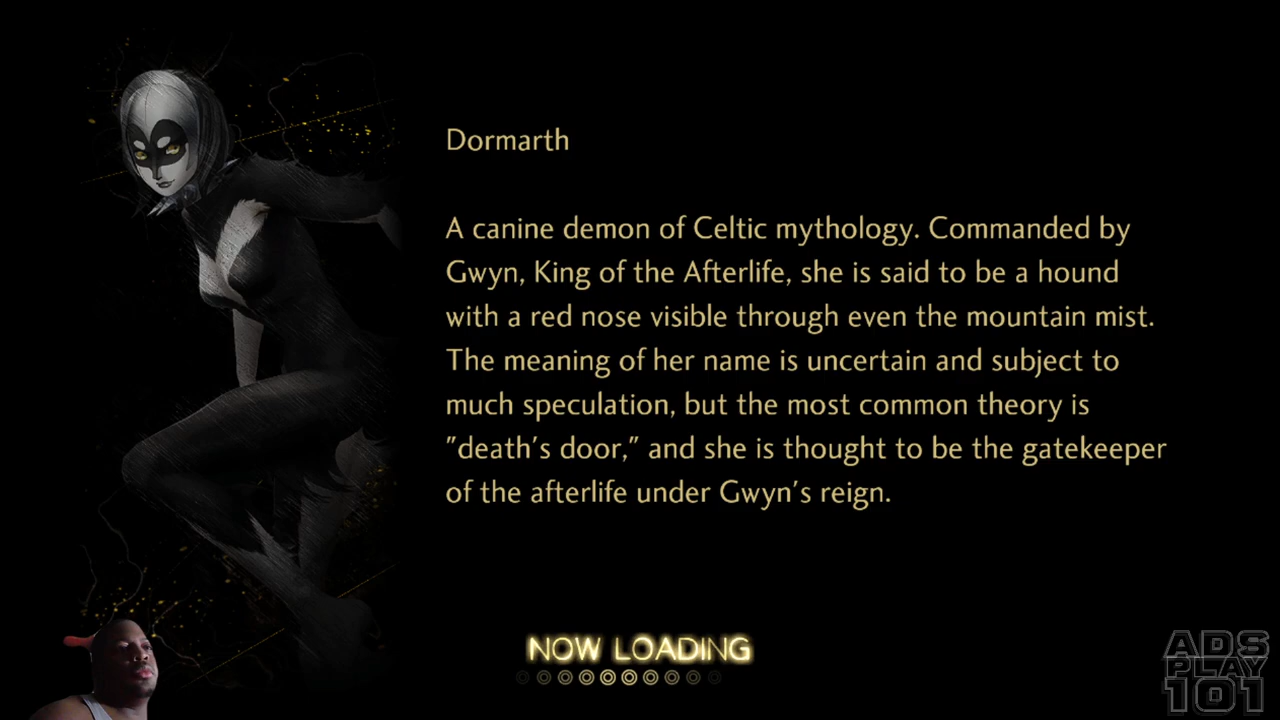 Dormarth
A canine demon of Celtic mythology. Commanded by
Gwyn, King of the Afterlife, she is said to be a hound
with a red nose visible through even the mountain mist.
The meaning of her name is uncertain and subject to
much speculation, but the most common theory is
"death's door," and she is thought to be the gatekeeper
of the afterlife under Gwyn's reign.
NOW LOADING
ADS
PLAY
101